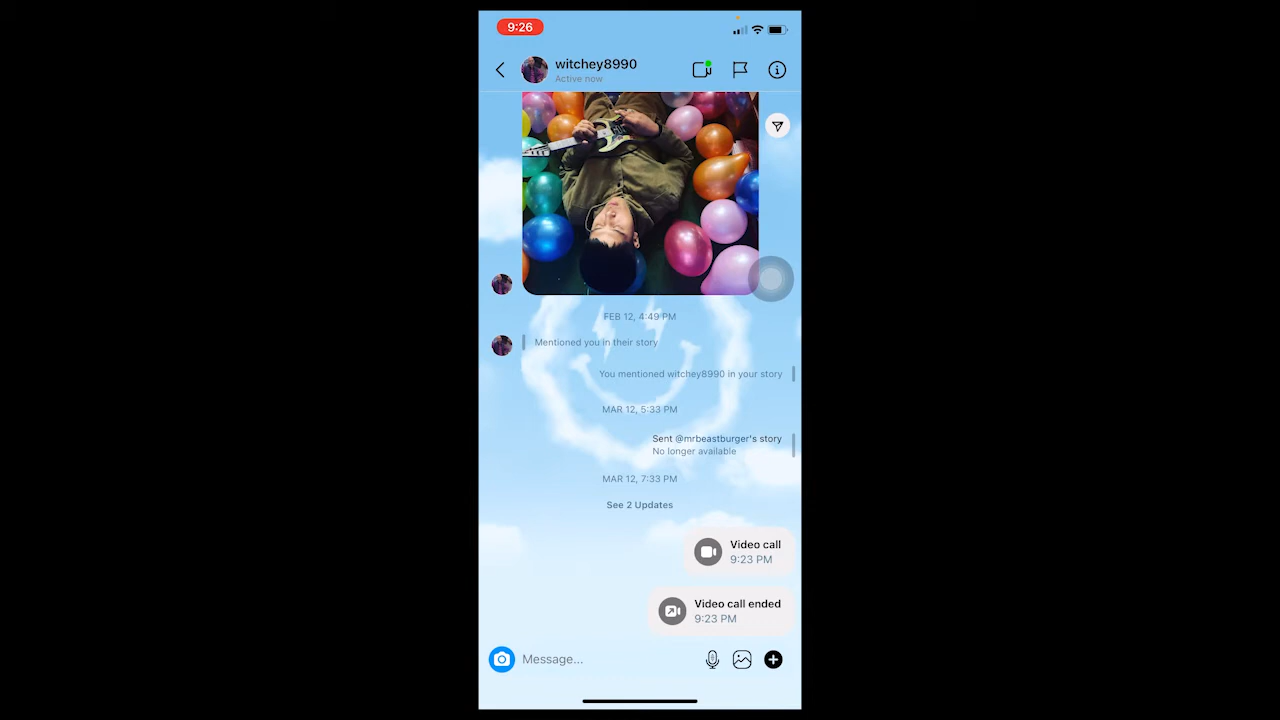 9:26
witchey8990
Active now
FEB 12, 4:49 PM
Mentioned you in their story
You mentioned witchey8990 in your story
MAR 12, 5:33 PM
Sent @mrbeastburger's story
No longer available
MAR 12, 7:33 PM
See 2 Updates
Video call
9:23 PM
Video call ended
9:23 PM
Message...